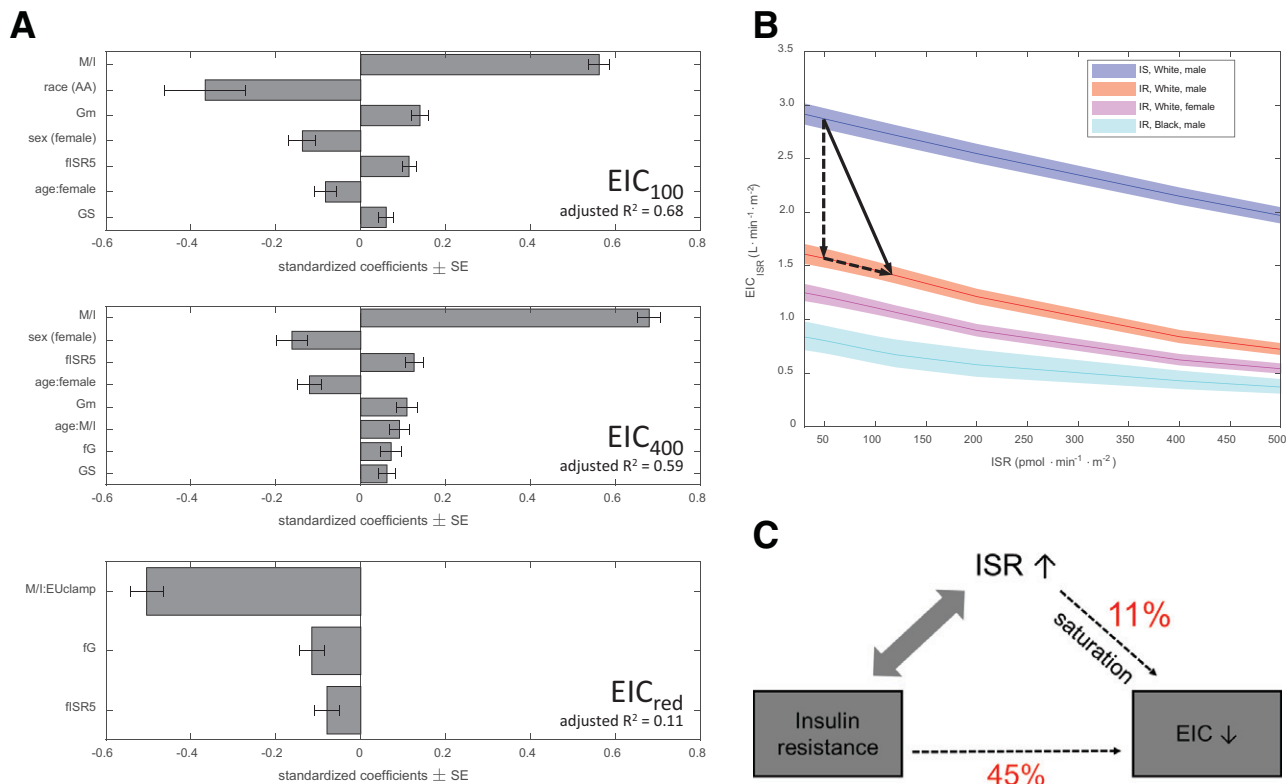 A
M/I
race (AA)
Gm
sex (female)
fISR5
age:female
GS
EIC100
adjusted R² = 0.68
-0.6 -0.4 -0.2 0 0.2 0.4 0.6 0.8
standardized coefficients ± SE
M/I
sex (female)
fISR5
age:female
Gm
age:M/I
fG
GS
EIC400
adjusted R² = 0.59
-0.6 -0.4 -0.2 0 0.2 0.4 0.6 0.8
standardized coefficients ± SE
M/I:EUclamp
fG
fISR5
EICred
adjusted R² = 0.11
-0.6 -0.4 -0.2 0 0.2 0.4 0.6 0.8
standardized coefficients ± SE
B
3.5
3.0
2.5
2.0
1.5
1.0
0.5
0
EICISR (L · min-1 · m-2)
IS, White, male
IR, White, male
IR, White, female
IR, Black, male
50 100 150 200 250 300 350 400 450 500
ISR (pmol · min-1 · m-2)
C
ISR ↑
11%
saturation
Insulin
resistance
EIC ↓
45%